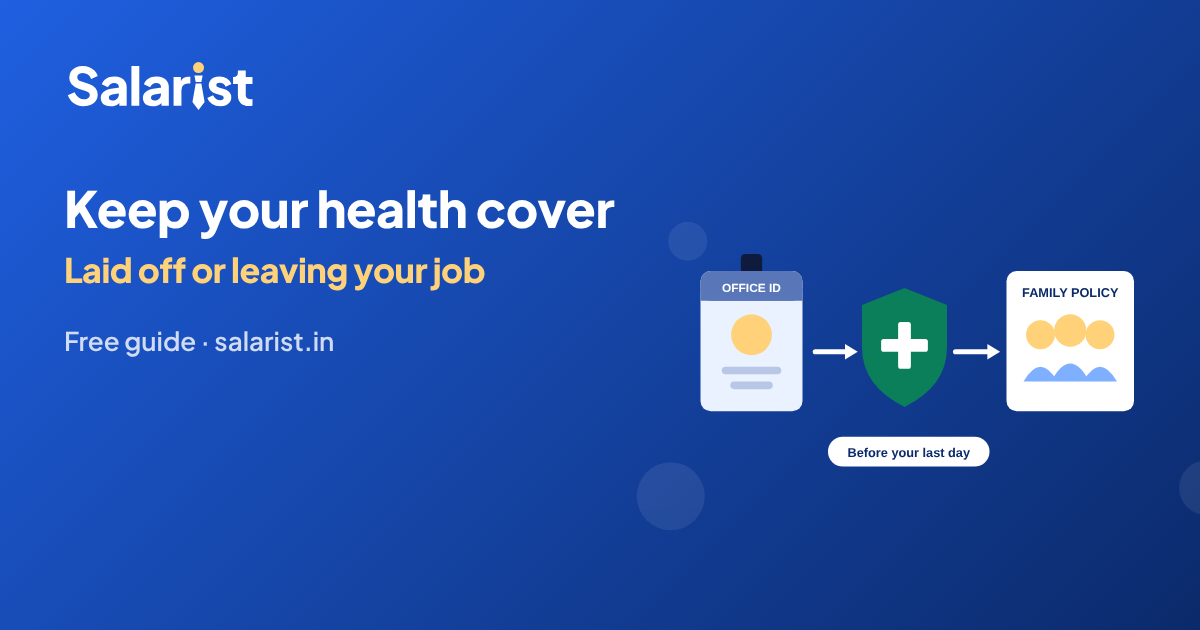 Salarist
Keep your health cover
Laid off or leaving your job
Free guide · salarist.in
OFFICE ID
FAMILY POLICY
Before your last day